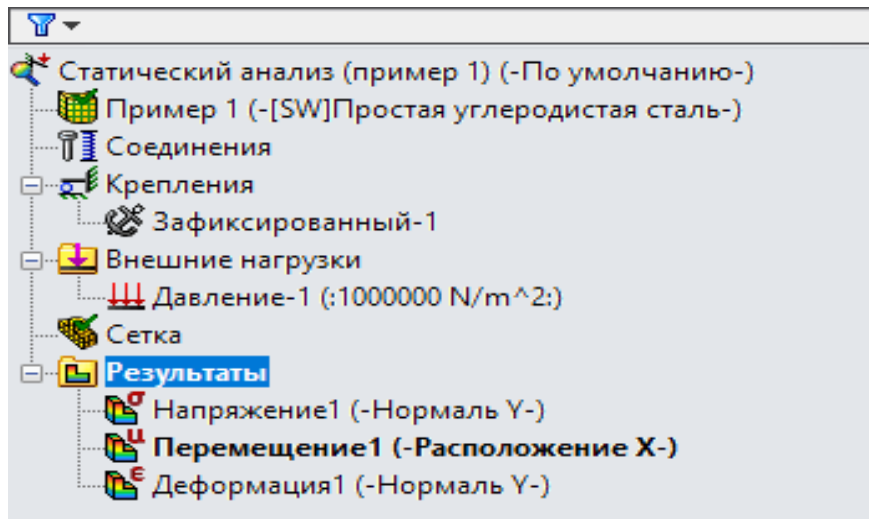 Статический анализ (пример 1) (-По умолчанию-)
Пример 1 (-[SW]Простая углеродистая сталь-)
Соединения
Крепления
Зафиксированный-1
Внешние нагрузки
Давление-1 (:1000000 N/m^2:)
Сетка
Результаты
Напряжение1 (-Нормаль Y-)
Перемещение1 (-Расположение X-)
Деформация1 (-Нормаль Y-)